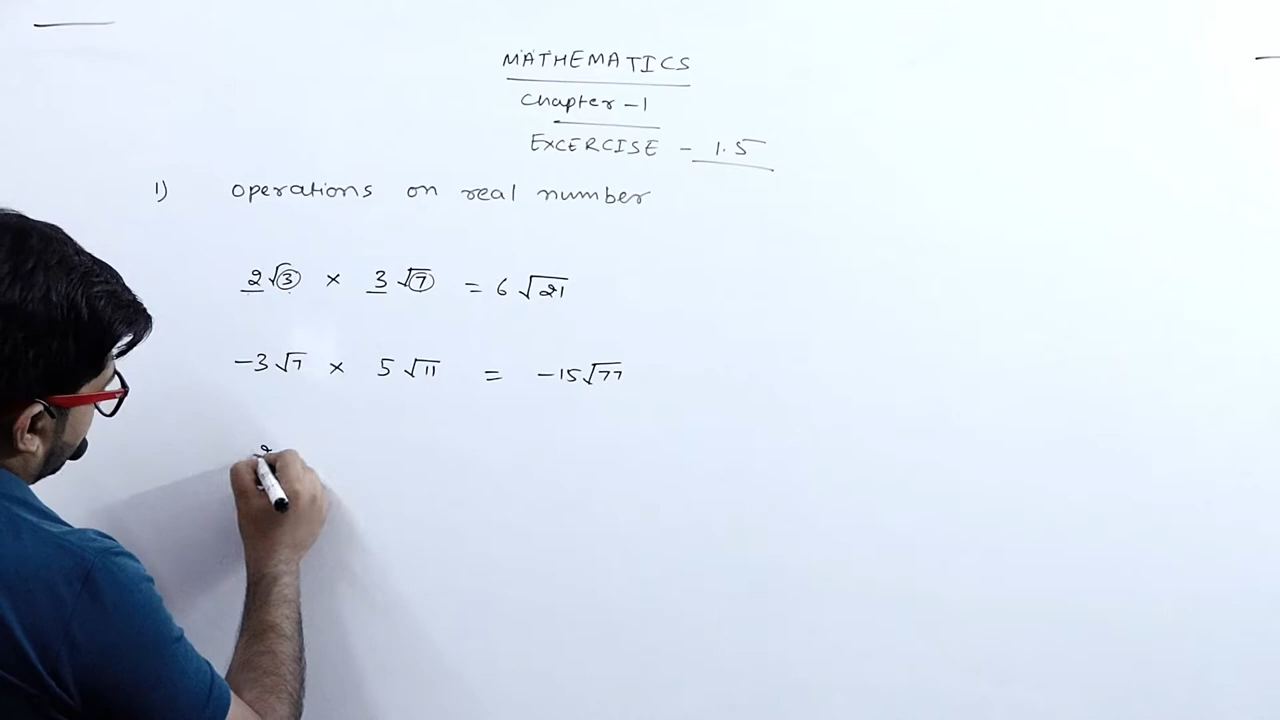 MATHEMATICS
Chapter - 1
EXCERCISE - 1.5
1) operations on real number
2√3 × 3√7 = 6√21
-3√7 × 5√11 = -15√77
2